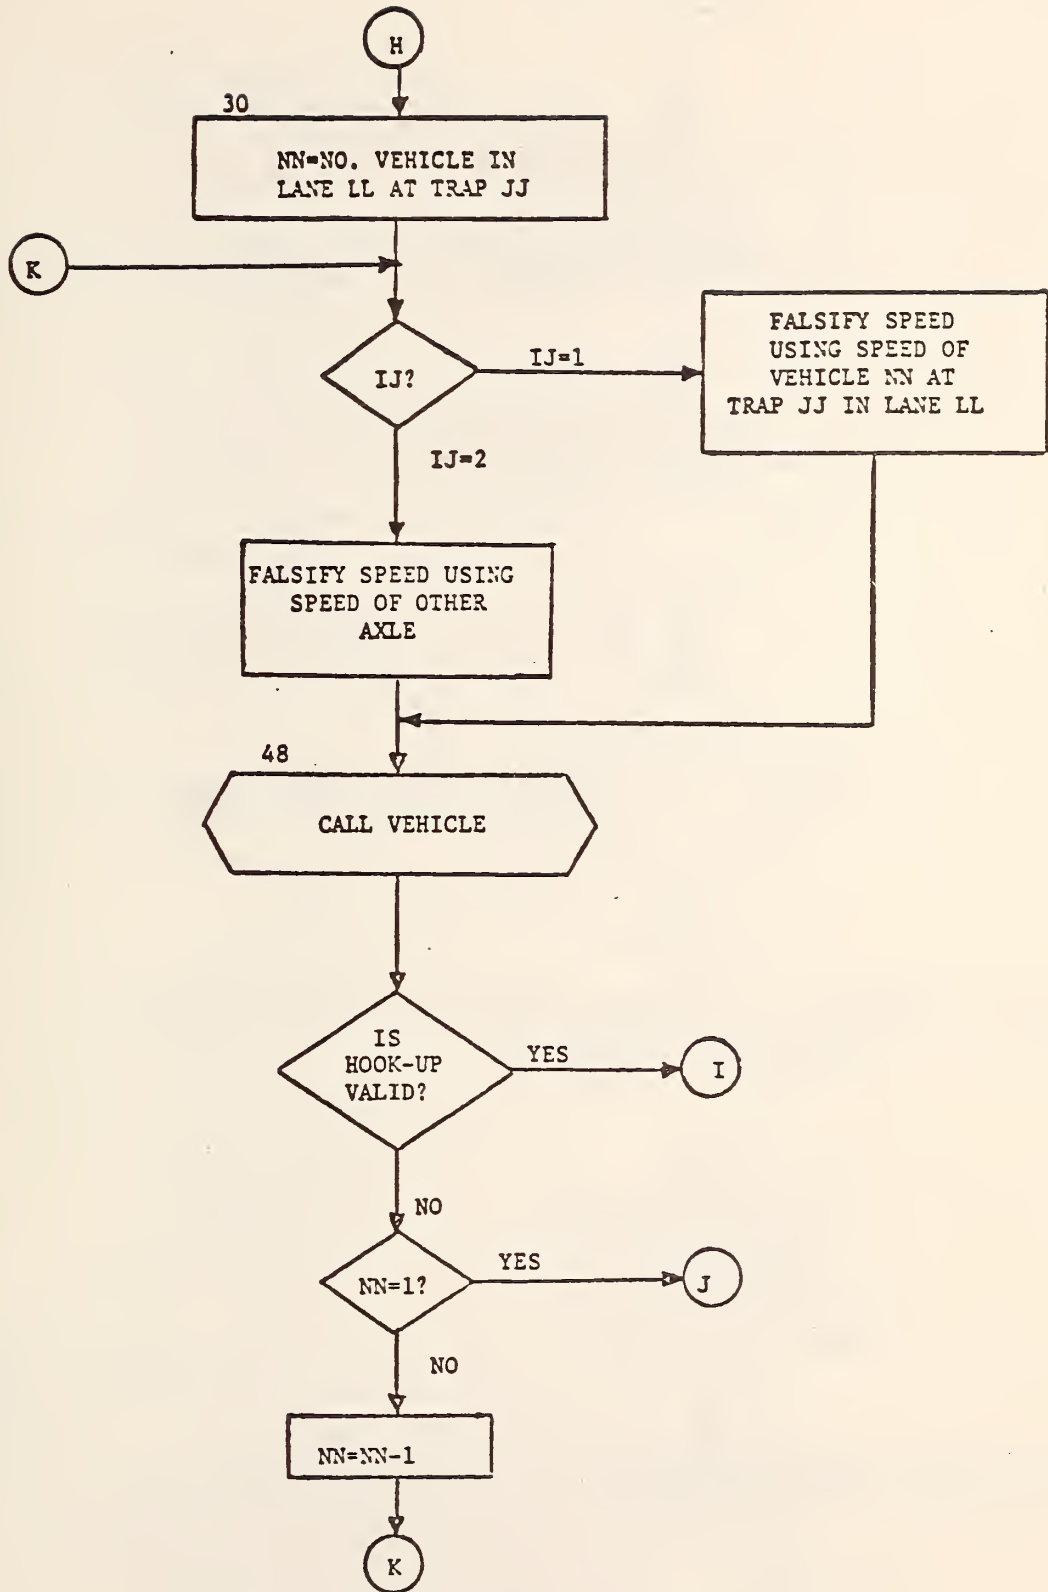 H
30
NN=NO. VEHICLE IN
LANE LL AT TRAP JJ
K
IJ?
IJ=1
FALSIFY SPEED
USING SPEED OF
VEHICLE NN AT
TRAP JJ IN LANE LL
IJ=2
FALSIFY SPEED USING
SPEED OF OTHER
AXLE
48
CALL VEHICLE
IS
HOOK-UP
VALID?
YES
I
NO
NN=1?
YES
J
NO
NN=NN-1
K